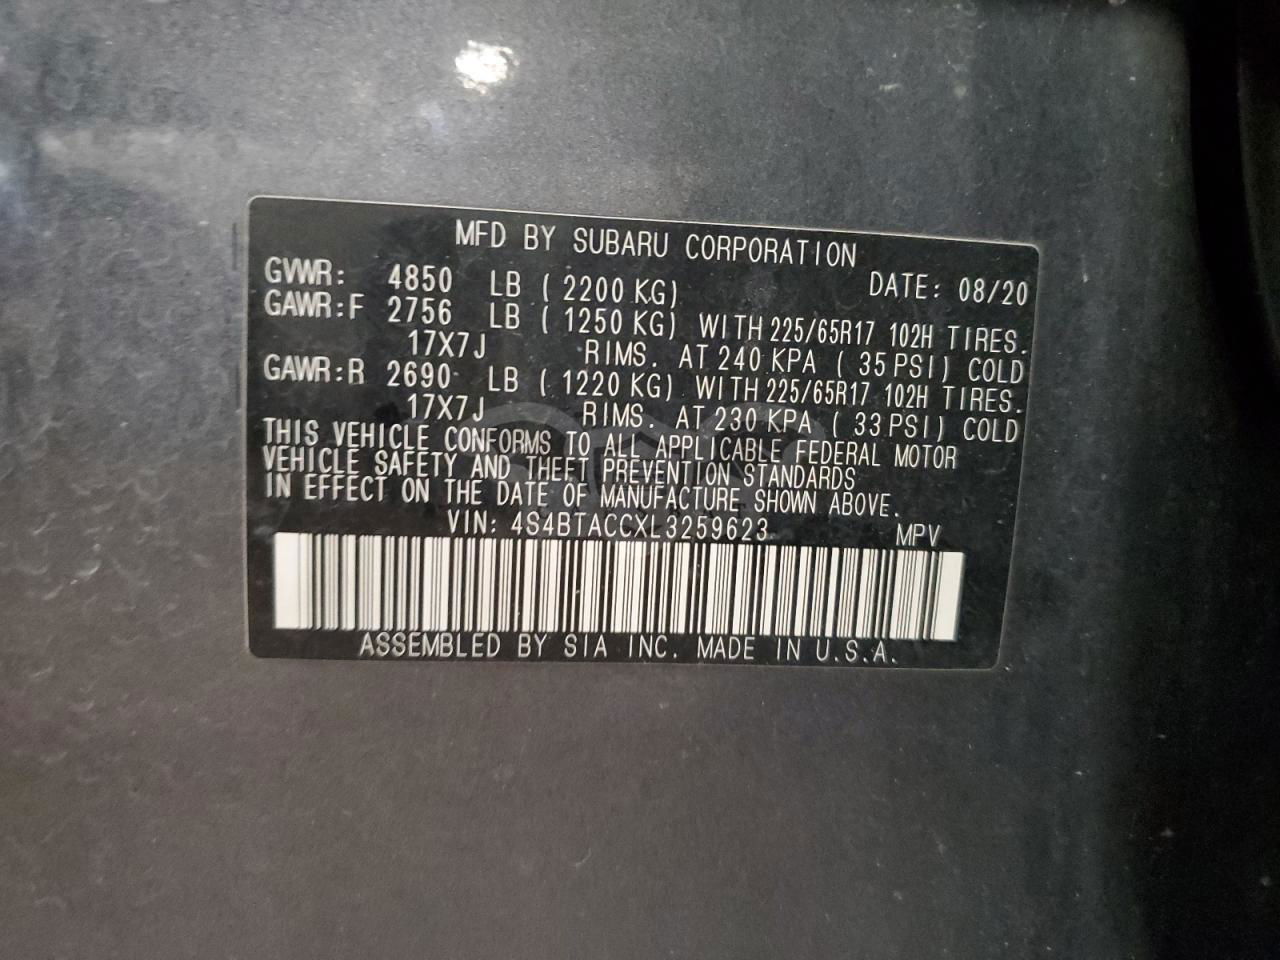 MFD BY SUBARU CORPORATION
GVWR: 4850 LB ( 2200 KG) DATE: 08/20
GAWR:F 2756 LB ( 1250 KG) WITH 225/65R17 102H TIRES.
17X7J RIMS. AT 240 KPA ( 35 PSI) COLD
GAWR:R 2690 LB ( 1220 KG) WITH 225/65R17 102H TIRES.
17X7J RIMS. AT 230 KPA ( 33 PSI) COLD
THIS VEHICLE CONFORMS TO ALL APPLICABLE FEDERAL MOTOR
VEHICLE SAFETY AND THEFT PREVENTION STANDARDS
IN EFFECT ON THE DATE OF MANUFACTURE SHOWN ABOVE.
VIN: 4S4BTACCXL3259623 MPV
ASSEMBLED BY SIA INC. MADE IN U.S.A.